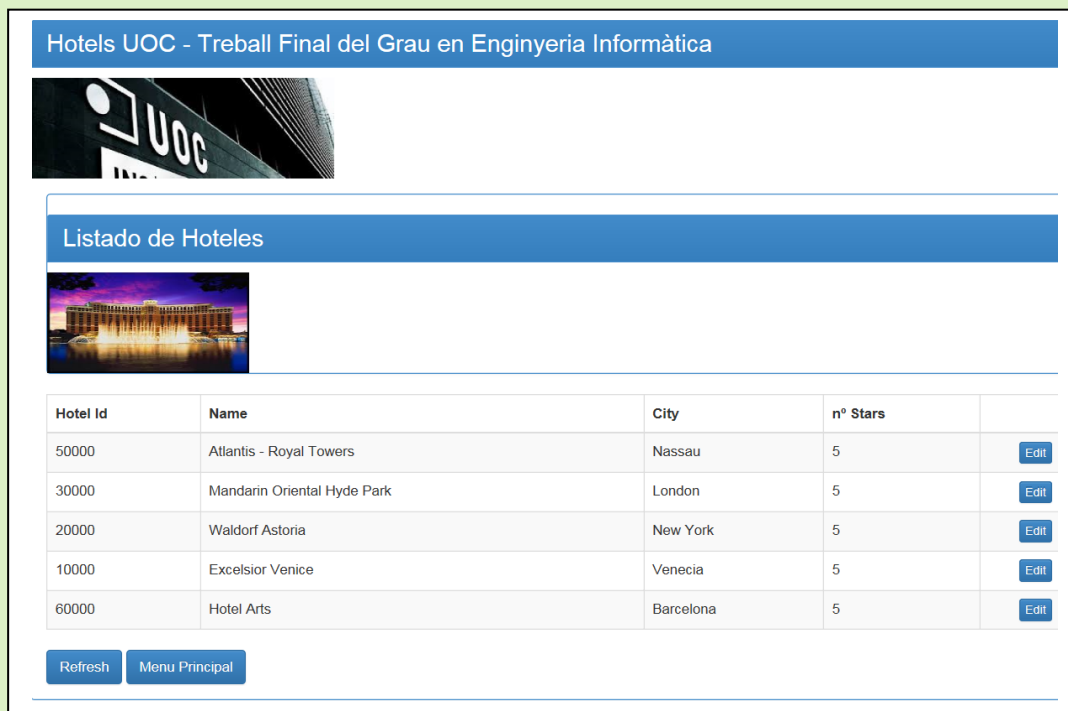 Hotels UOC - Treball Final del Grau en Enginyeria Informàtica
UOC
Listado de Hoteles
Hotel Id Name City nº Stars
50000 Atlantis - Royal Towers Nassau 5 Edit
30000 Mandarin Oriental Hyde Park London 5 Edit
20000 Waldorf Astoria New York 5 Edit
10000 Excelsior Venice Venecia 5 Edit
60000 Hotel Arts Barcelona 5 Edit
Refresh Menu Principal